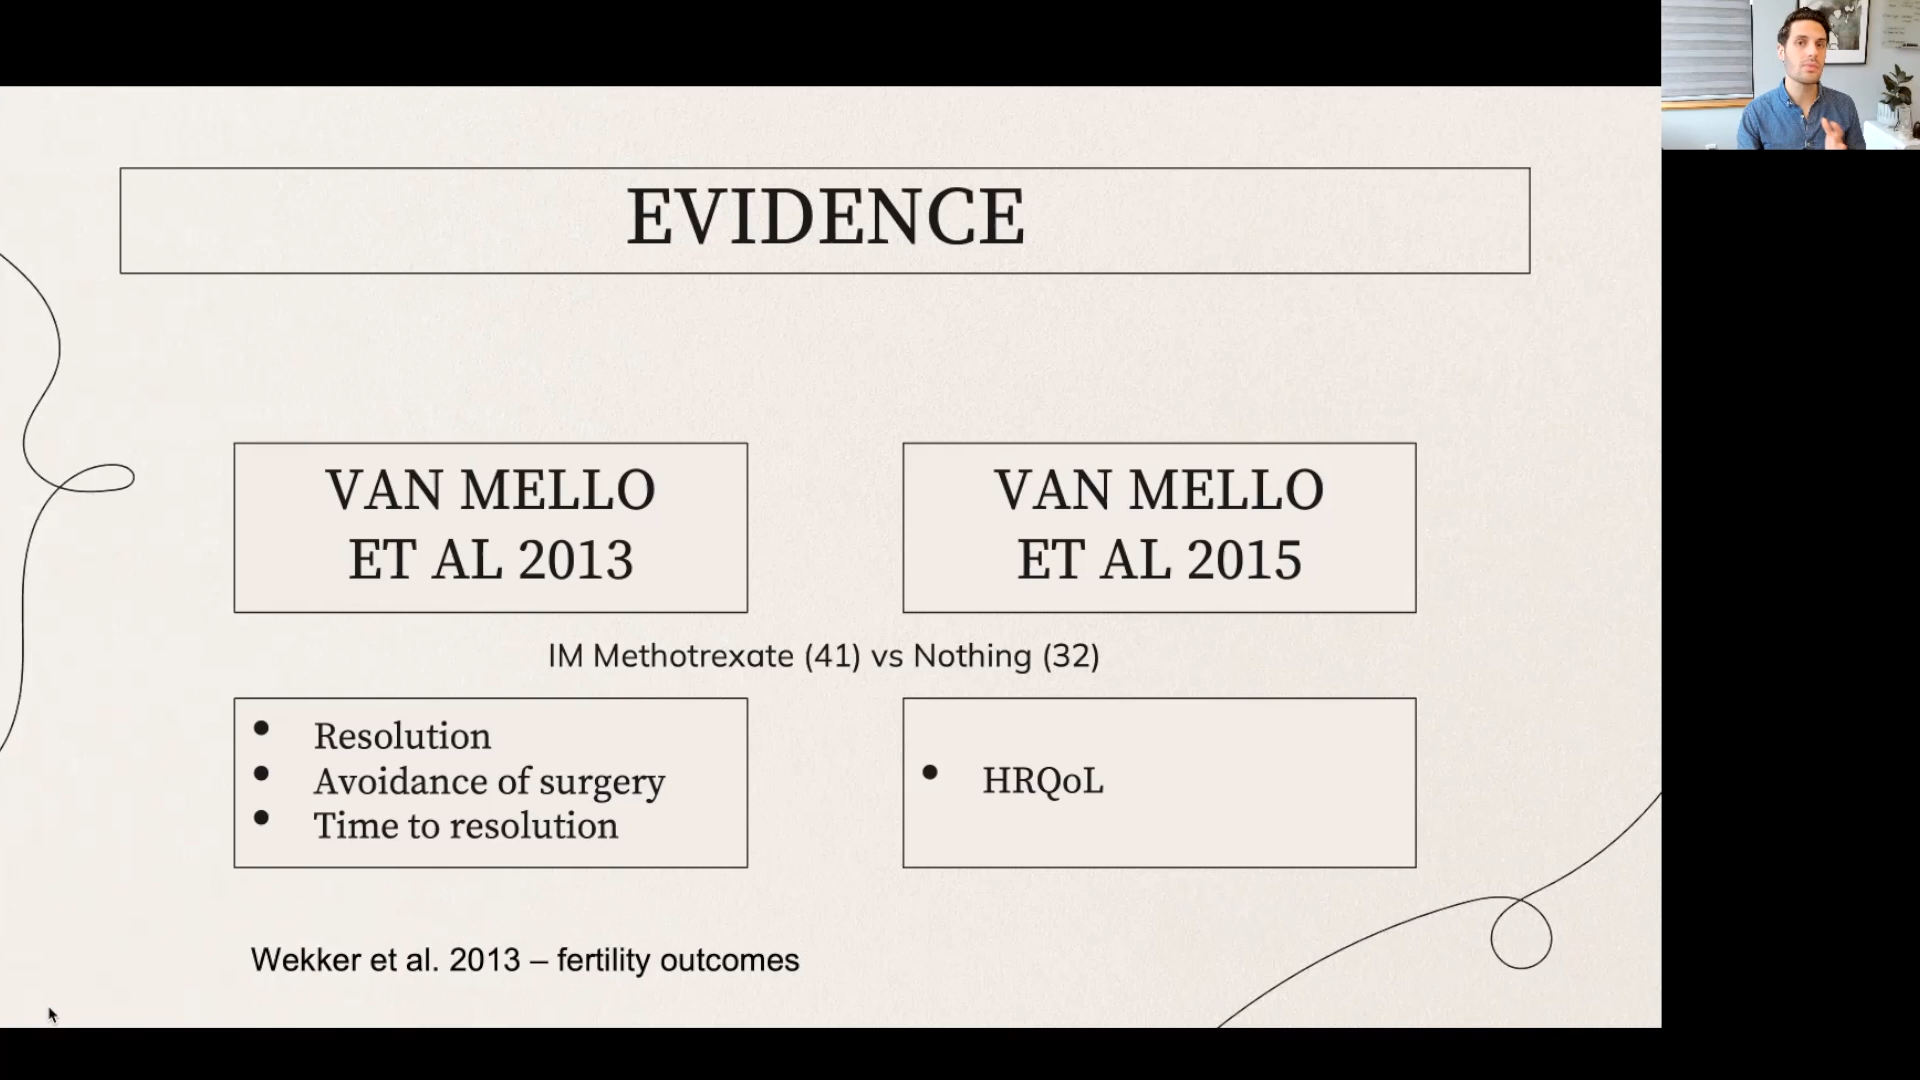 EVIDENCE
VAN MELLO
ET AL 2013
VAN MELLO
ET AL 2015
IM Methotrexate (41) vs Nothing (32)
• Resolution
• Avoidance of surgery
• Time to resolution
• HRQoL
Wekker et al. 2013 – fertility outcomes